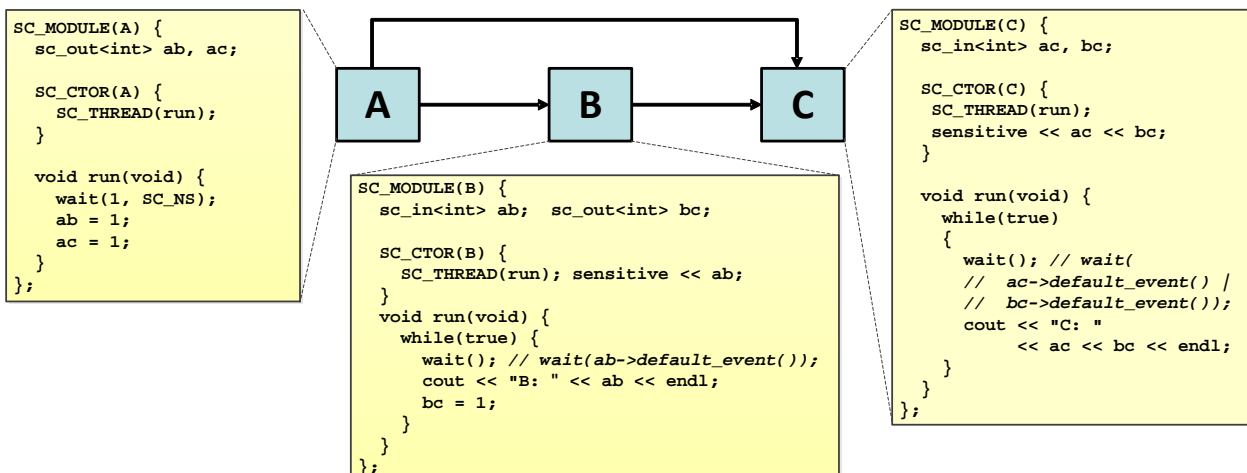 SC_MODULE(A) {
sc_out<int> ab, ac;
SC_CTOR(A) {
SC_THREAD(run);
}
void run(void) {
wait(1, SC_NS);
ab = 1;
ac = 1;
}
};
A
B
C
SC_MODULE(B) {
sc_in<int> ab; sc_out<int> bc;
SC_CTOR(B) {
SC_THREAD(run); sensitive << ab;
}
void run(void) {
while(true) {
wait(); // wait(ab->default_event());
cout << "B: " << ab << endl;
bc = 1;
}
}
};
SC_MODULE(C) {
sc_in<int> ac, bc;
SC_CTOR(C) {
SC_THREAD(run);
sensitive << ac << bc;
}
void run(void) {
while(true)
{
wait(); // wait(
// ac->default_event() |
// bc->default_event());
cout << "C: "
<< ac << bc << endl;
}
}
};